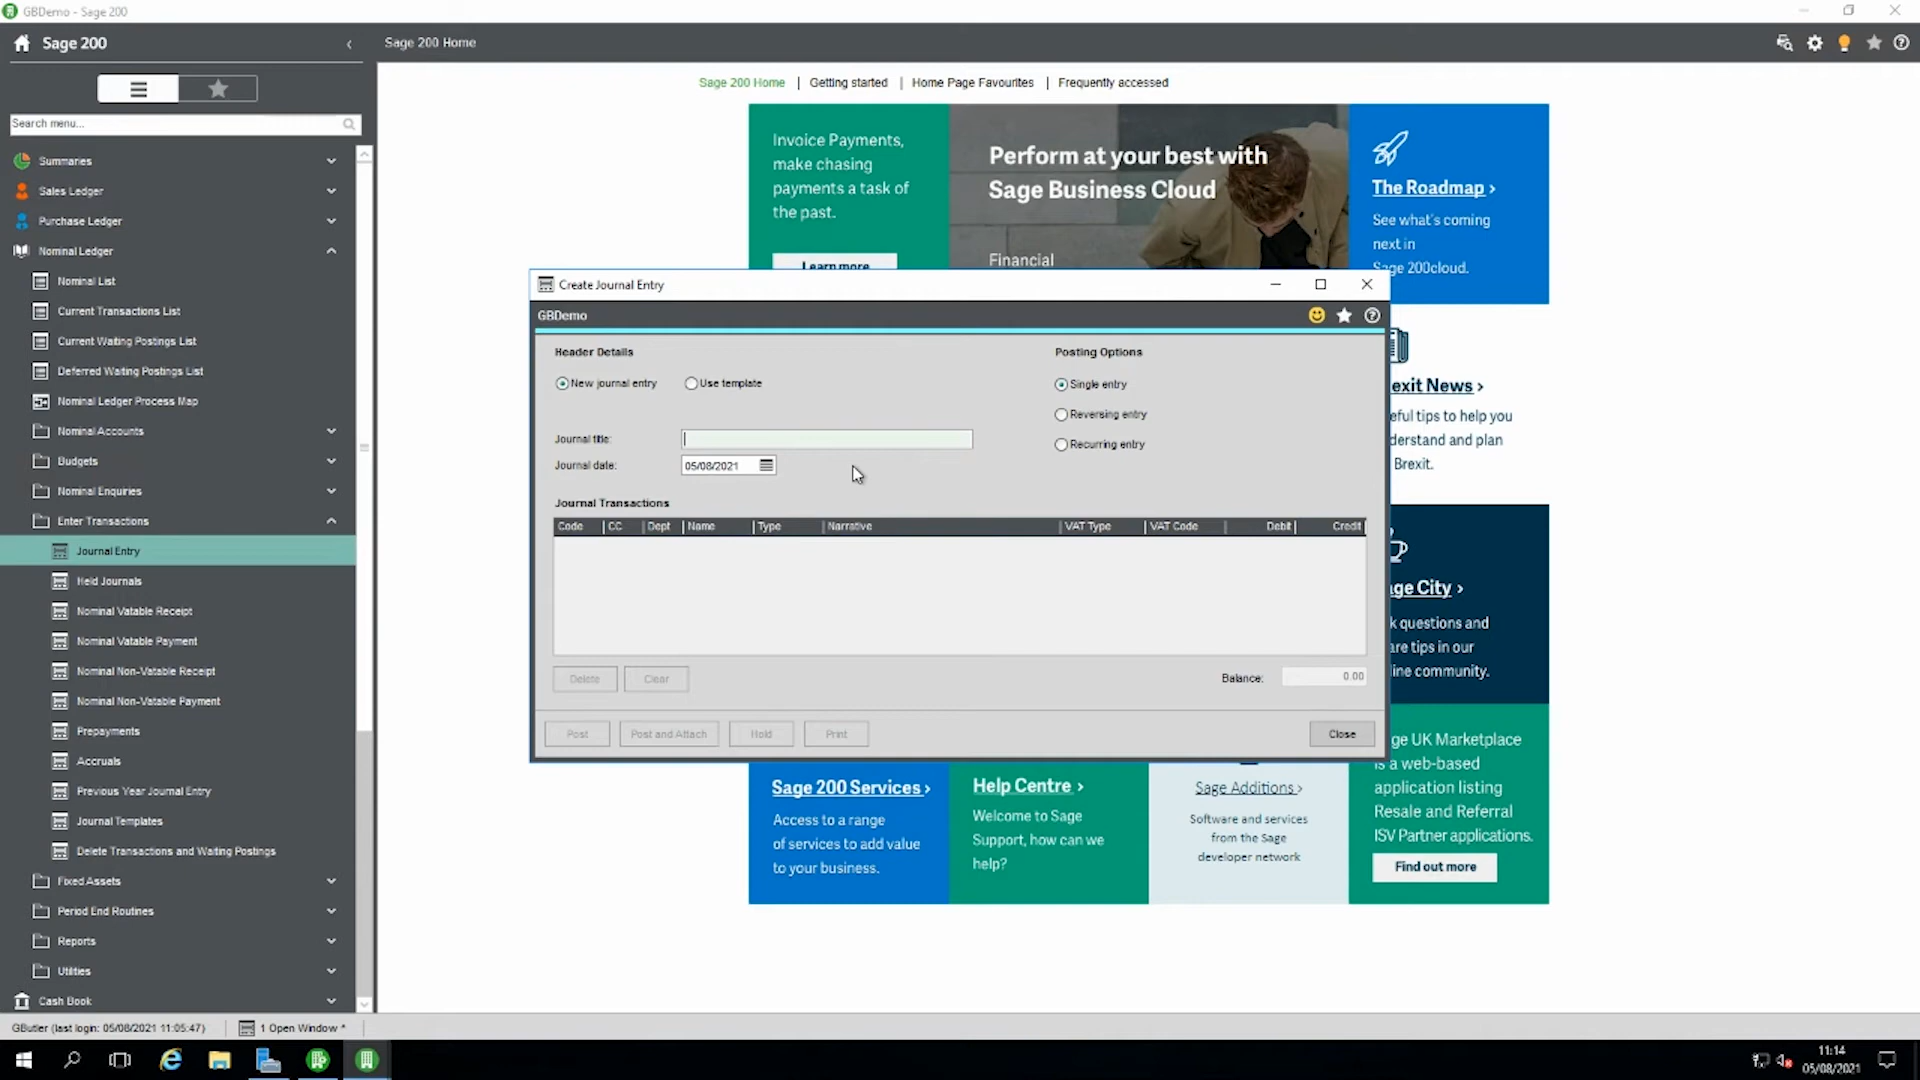 GBDemo - Sage 200
Sage 200
Sage 200 Home
Search menu...
Summaries
Sales Ledger
Purchase Ledger
Nominal Ledger
Nominal List
Current Transactions List
Current Waiting Postings List
Deferred Waiting Postings List
Nominal Ledger Process Map
Nominal Accounts
Budgets
Nominal Enquiries
Enter Transactions
Journal Entry
Held Journals
Nominal Vatable Receipt
Nominal Vatable Payment
Nominal Non-Vatable Receipt
Nominal Non-Vatable Payment
Prepayments
Accruals
Previous Year Journal Entry
Journal Templates
Delete Transactions and Waiting Postings
Fixed Assets
Period End Routines
Reports
Utilities
Cash Book
Sage 200 Home | Getting started | Home Page Favourites | Frequently accessed
Invoice Payments,
make chasing
payments a task of
the past.
Learn more
Perform at your best with
Sage Business Cloud
Financial
The Roadmap ›
See what's coming
next in
Sage 200cloud.
Create Journal Entry
GBDemo
Header Details
Posting Options
New journal entry
Use template
Single entry
Reversing entry
Recurring entry
Journal title:
Journal date:
05/08/2021
Journal Transactions
Code CC Dept Name Type Narrative VAT Type VAT Code Debit Credit
Delete
Clear
Balance:
0.00
Post
Post and Attach
Hold
Print
Close
exit News ›
eful tips to help you
derstand and plan
Brexit.
ge City ›
k questions and
are tips in our
line community.
Sage 200 Services ›
Access to a range
of services to add value
to your business.
Help Centre ›
Welcome to Sage
Support, how can we
help?
Sage Additions ›
Software and services
from the Sage
developer network
ge UK Marketplace
is a web-based
application listing
Resale and Referral
ISV Partner applications.
Find out more
GButler (last login: 05/08/2021 11:05:47)
1 Open Window
11:14
05/08/2021